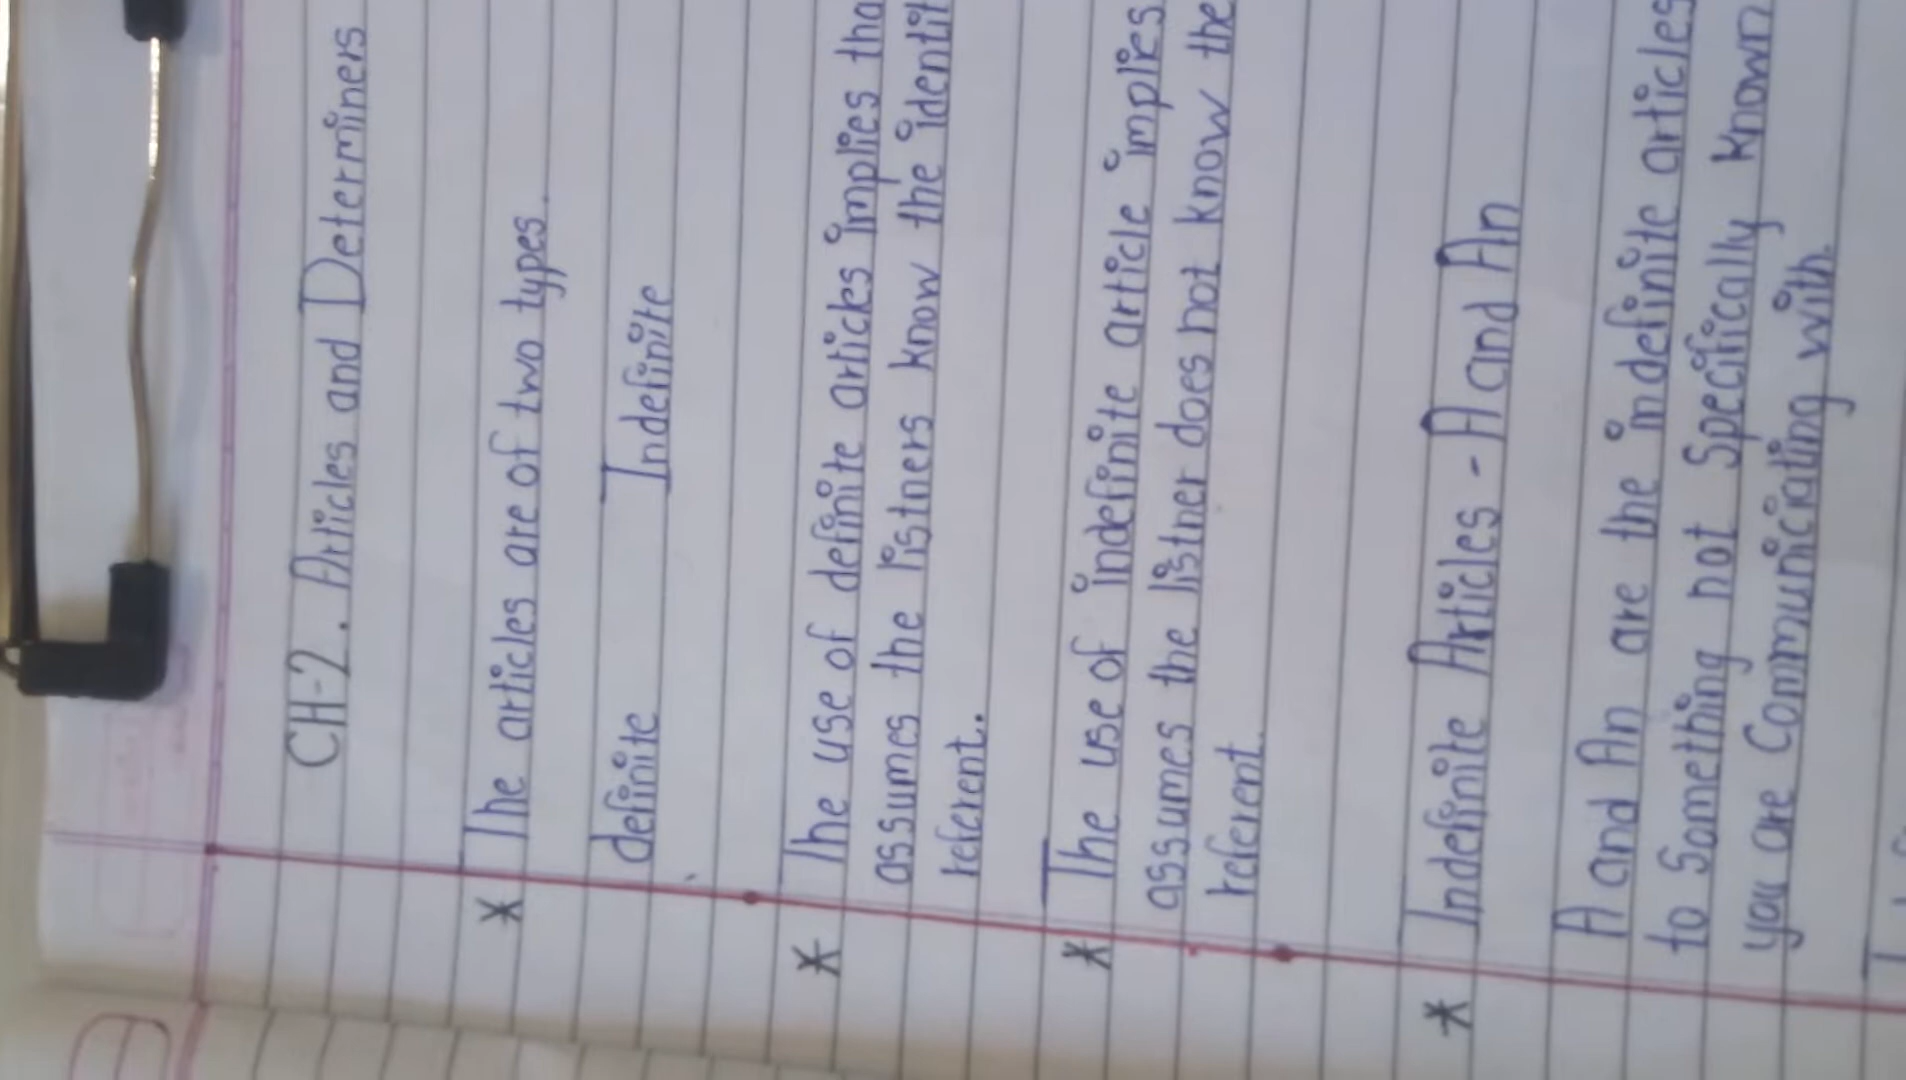 CH-2. Articles and Determiners
* The articles are of two types.
definite Indefinite
* The use of definite articles implies tha
assumes the listners know the identit
referent.
* The use of indefinite article implies
assumes the listner does not know the
referent.
* Indefinite Articles - A and An
A and An are the indefinite articles
to Something not Specifically known
you are Communiciating with.